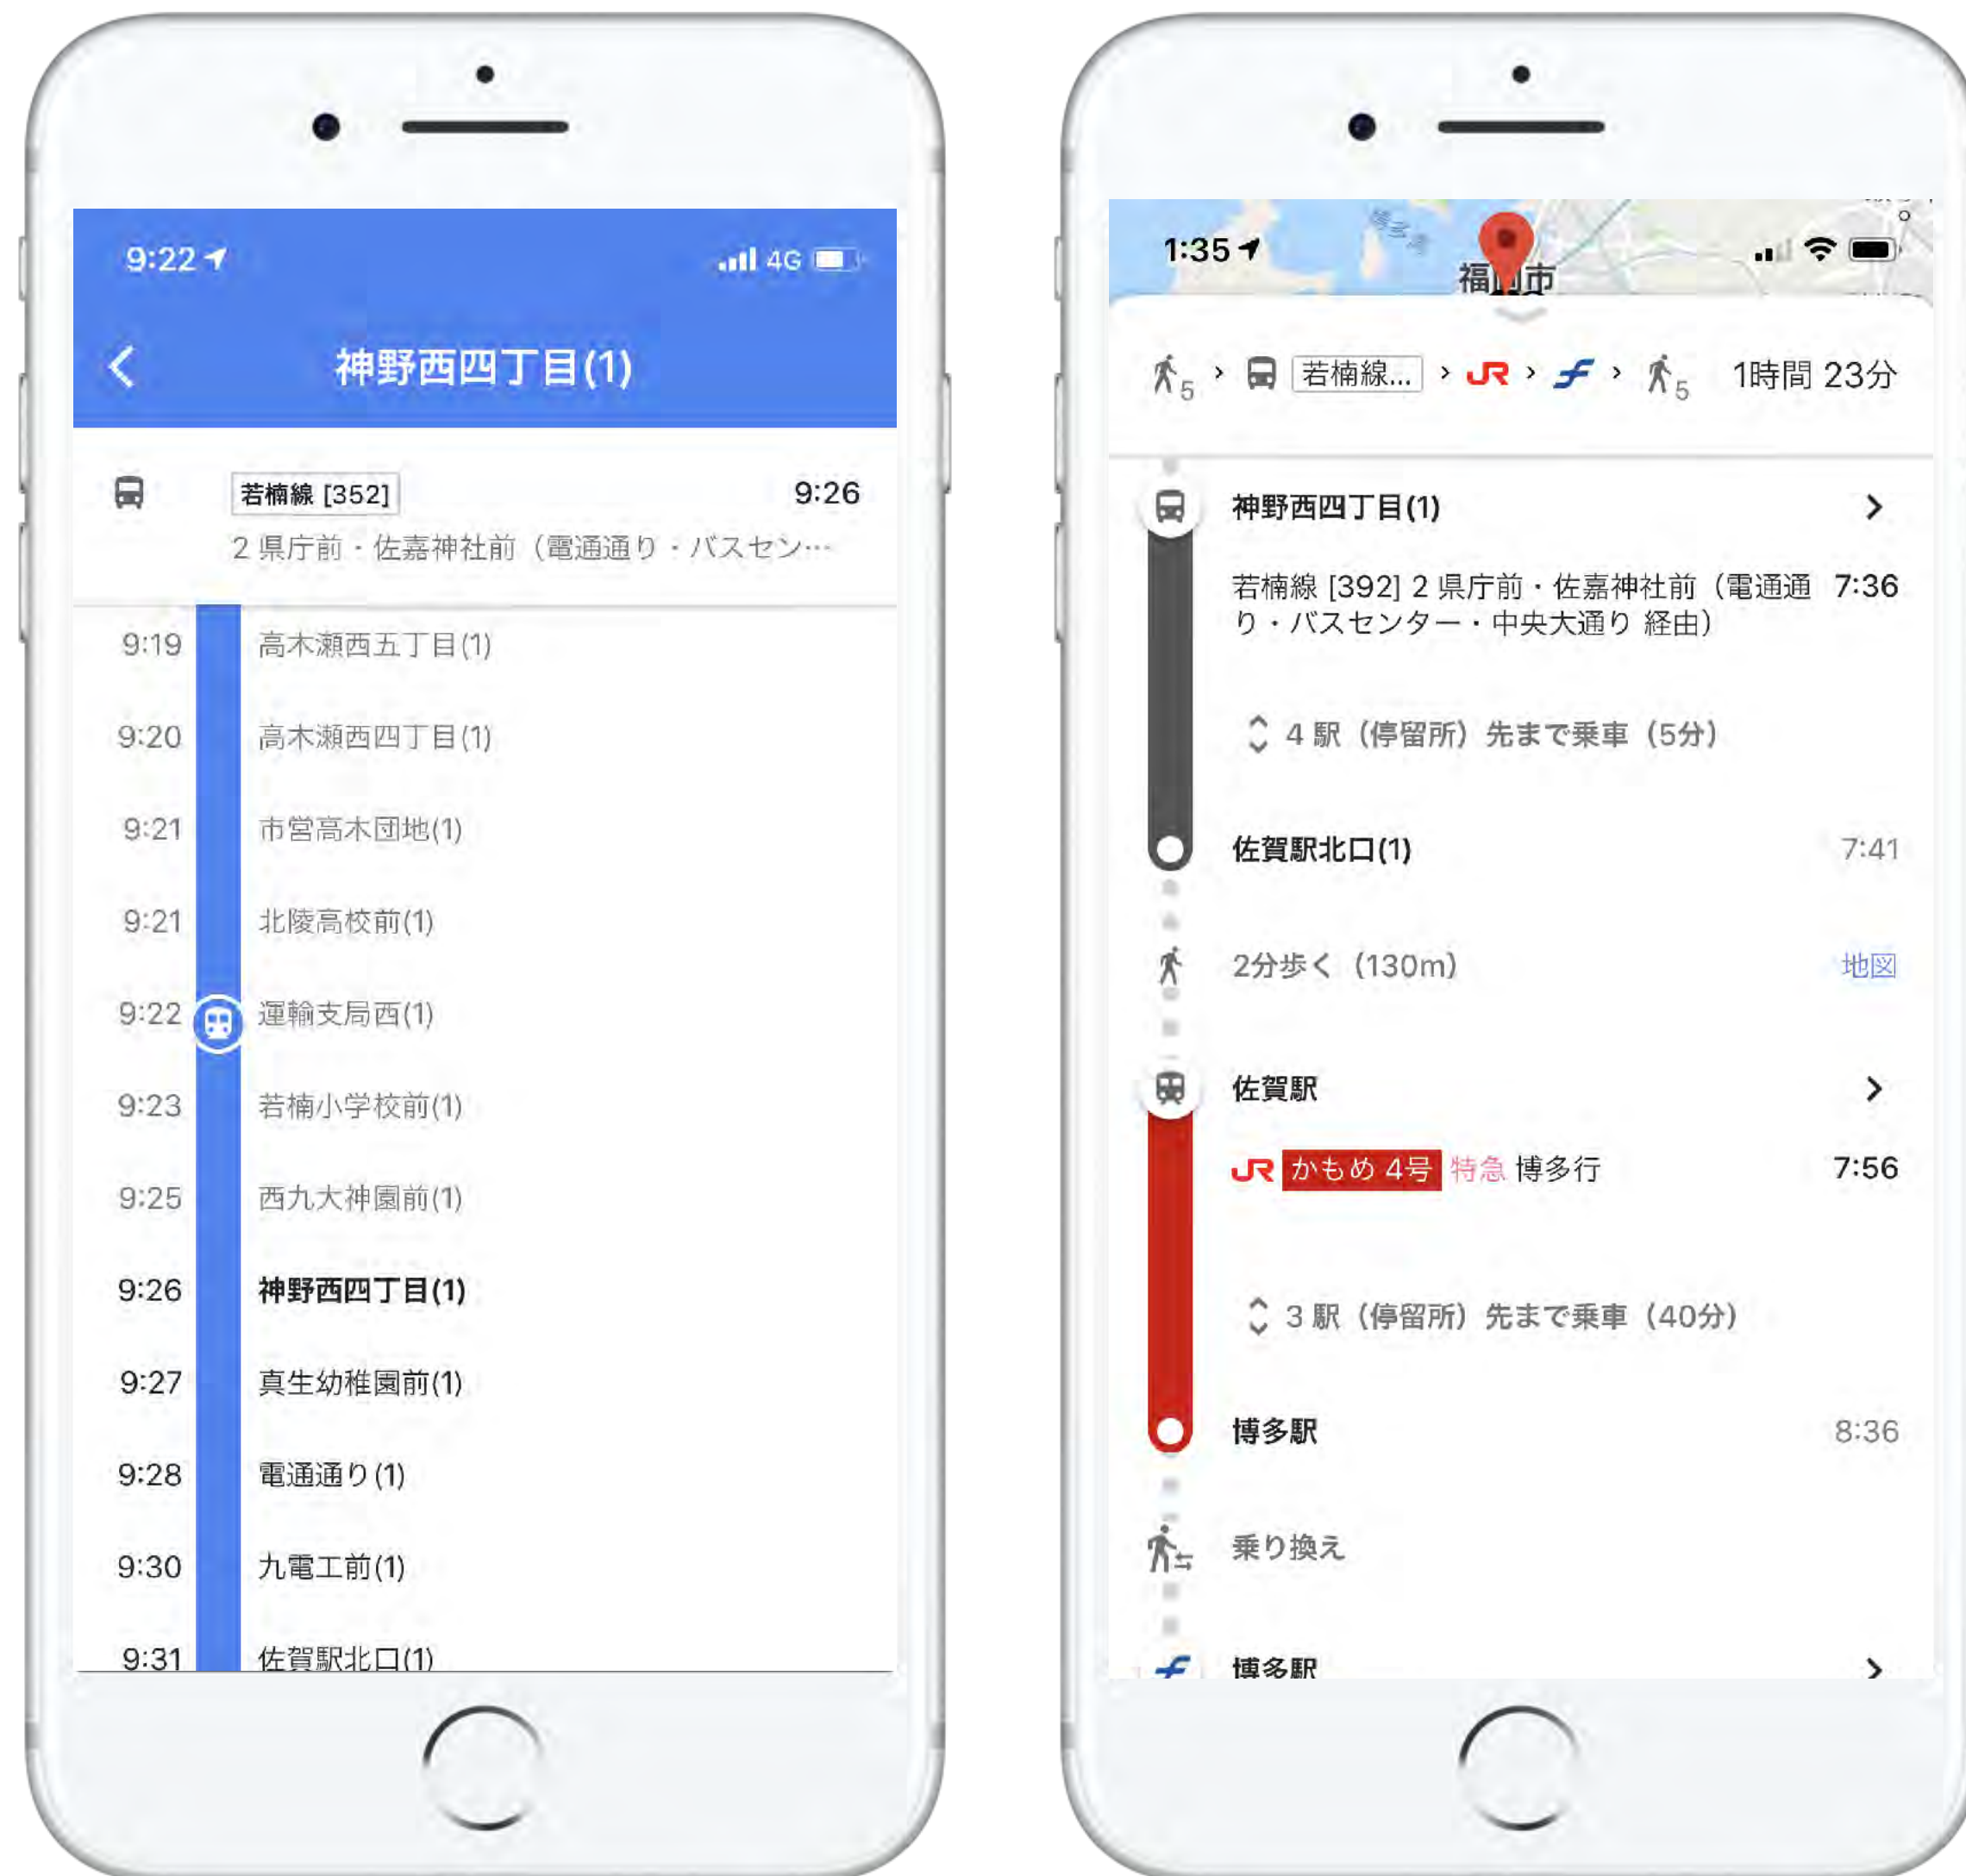 9:22
4G
神野西四丁目(1)
若楠線 [352]
9:26
2 県庁前・佐嘉神社前（電通通り・バスセン…
9:19 高木瀬西五丁目(1)
9:20 高木瀬西四丁目(1)
9:21 市営高木団地(1)
9:21 北陵高校前(1)
9:22 運輸支局西(1)
9:23 若楠小学校前(1)
9:25 西九大神園前(1)
9:26 神野西四丁目(1)
9:27 真生幼稚園前(1)
9:28 電通通り(1)
9:30 九電工前(1)
9:31 佐賀駅北口(1)
1:35
福岡市
5 若楠線... JR 5 1時間 23分
神野西四丁目(1)
若楠線 [392] 2 県庁前・佐嘉神社前（電通通 7:36
り・バスセンター・中央大通り 経由）
4 駅（停留所）先まで乗車（5分）
佐賀駅北口(1) 7:41
2分歩く（130m） 地図
佐賀駅
JR かもめ 4号 特急 博多行 7:56
3 駅（停留所）先まで乗車（40分）
博多駅 8:36
乗り換え
博多駅